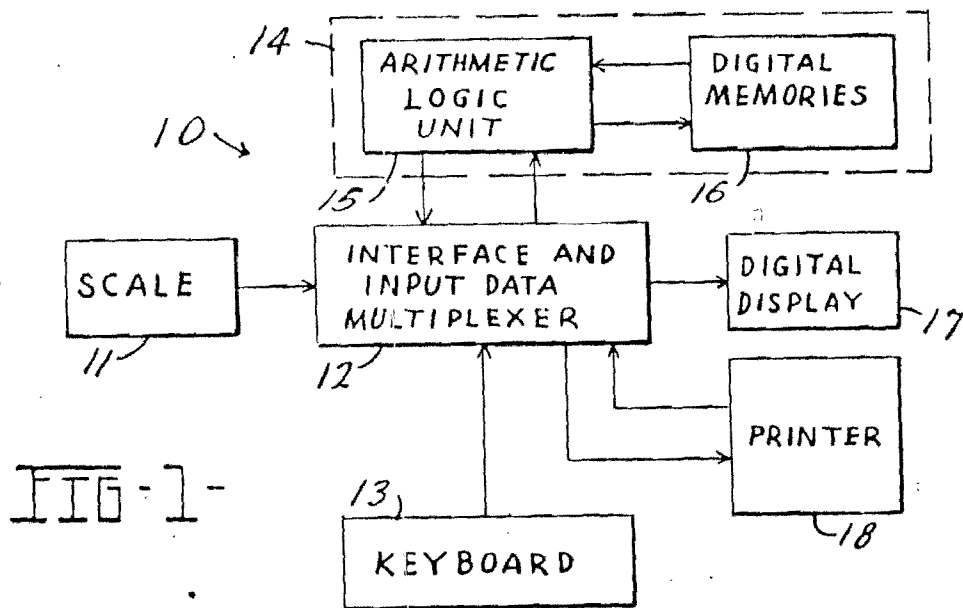 14
ARITHMETIC
LOGIC
UNIT
DIGITAL
MEMORIES
10
15
16
SCALE
INTERFACE AND
INPUT DATA
MULTIPLEXER
DIGITAL
DISPLAY
11
12
17
PRINTER
FIG-1-
13
18
KEYBOARD